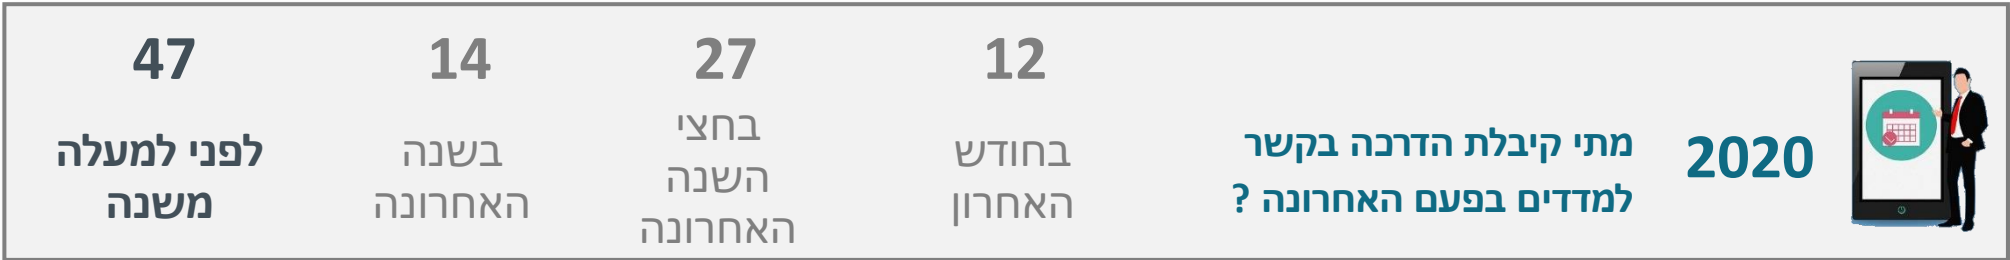 2020
מתי קיבלת הדרכה בקשר
למדדים בפעם האחרונה ?
12
בחודש
האחרון
27
בחצי
השנה
האחרונה
14
בשנה
האחרונה
47
לפני למעלה
משנה